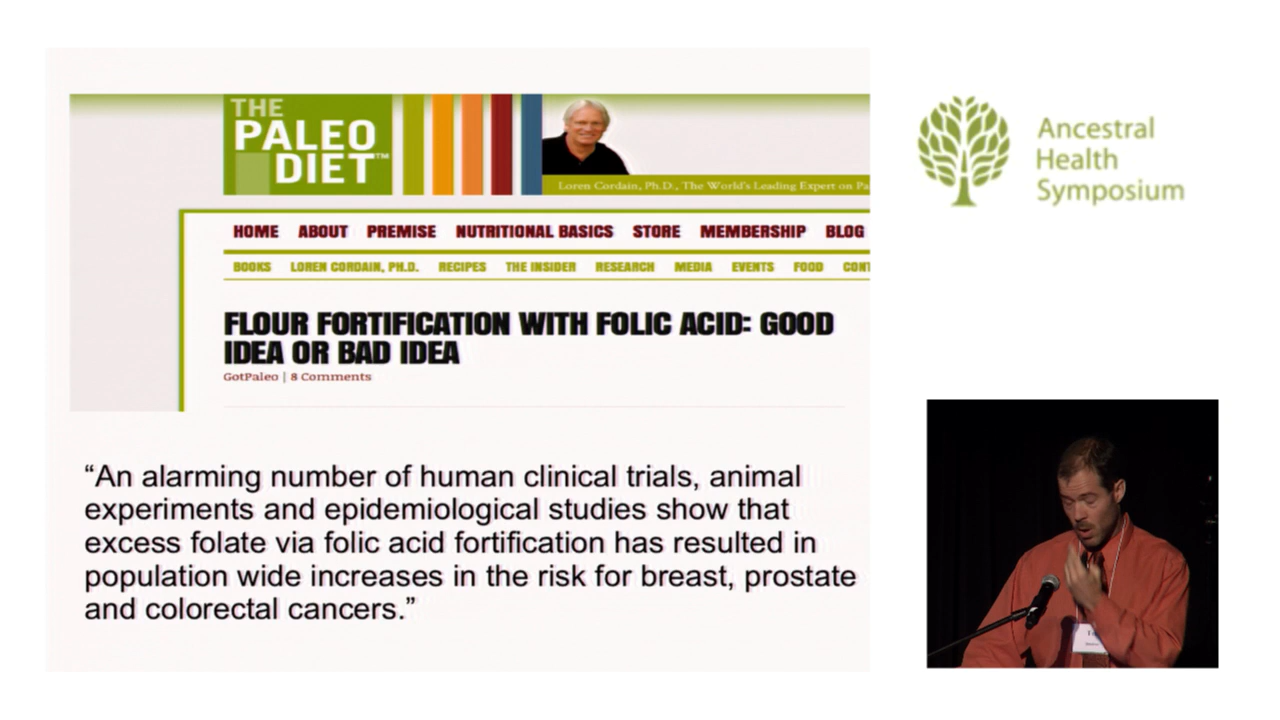 THE
PALEO
DIET™
Loren Cordain, Ph.D., The World's Leading Expert on Pa
HOME ABOUT PREMISE NUTRITIONAL BASICS STORE MEMBERSHIP BLOG
BOOKS LOREN CORDAIN, PH.D. RECIPES THE INSIDER RESEARCH MEDIA EVENTS FOOD CONT
FLOUR FORTIFICATION WITH FOLIC ACID: GOOD
IDEA OR BAD IDEA
GotPaleo | 8 Comments
“An alarming number of human clinical trials, animal
experiments and epidemiological studies show that
excess folate via folic acid fortification has resulted in
population wide increases in the risk for breast, prostate
and colorectal cancers.”
Ancestral
Health
Symposium